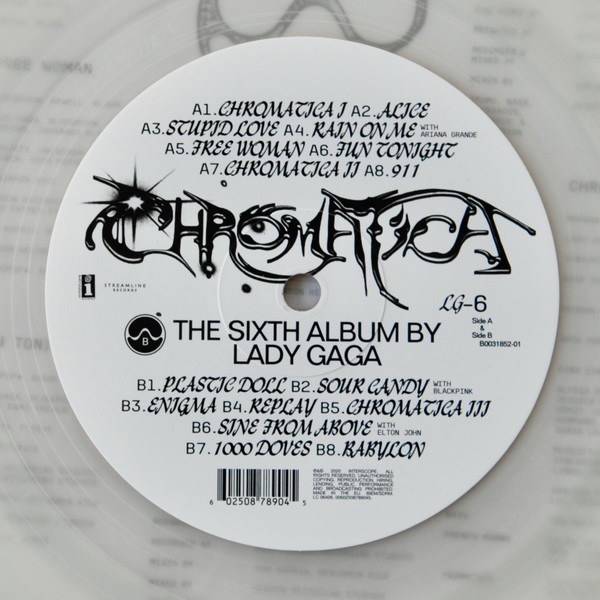 A1.CHROMATICA I A2.ALICE
A3.STUPID LOVE A4.RAIN ON ME WITH ARIANA GRANDE
A5.FREE WOMAN A6.FUN TONIGHT
A7.CHROMATICA II A8.911
CHROMATICA
i STREAMLINE RECORDS
LG-6
Side A
&
Side B
B0031852-01
B
THE SIXTH ALBUM BY
LADY GAGA
B1.PLASTIC DOLL B2.SOUR CANDY WITH BLACKPINK
B3.ENIGMA B4.REPLAY B5.CHROMATICA III
B6.SINE FROM ABOVE WITH ELTON JOHN
B7.1000 DOVES B8.BABYLON
6 02508 78904 5
2020 INTERSCOPE. ALL
RIGHTS RESERVED. UNAUTHORISED
COPYING, REPRODUCTION, HIRING,
LENDING, PUBLIC PERFORMANCE
AND BROADCASTING PROHIBITED.
MADE IN THE EU. BIEM/SDRM.